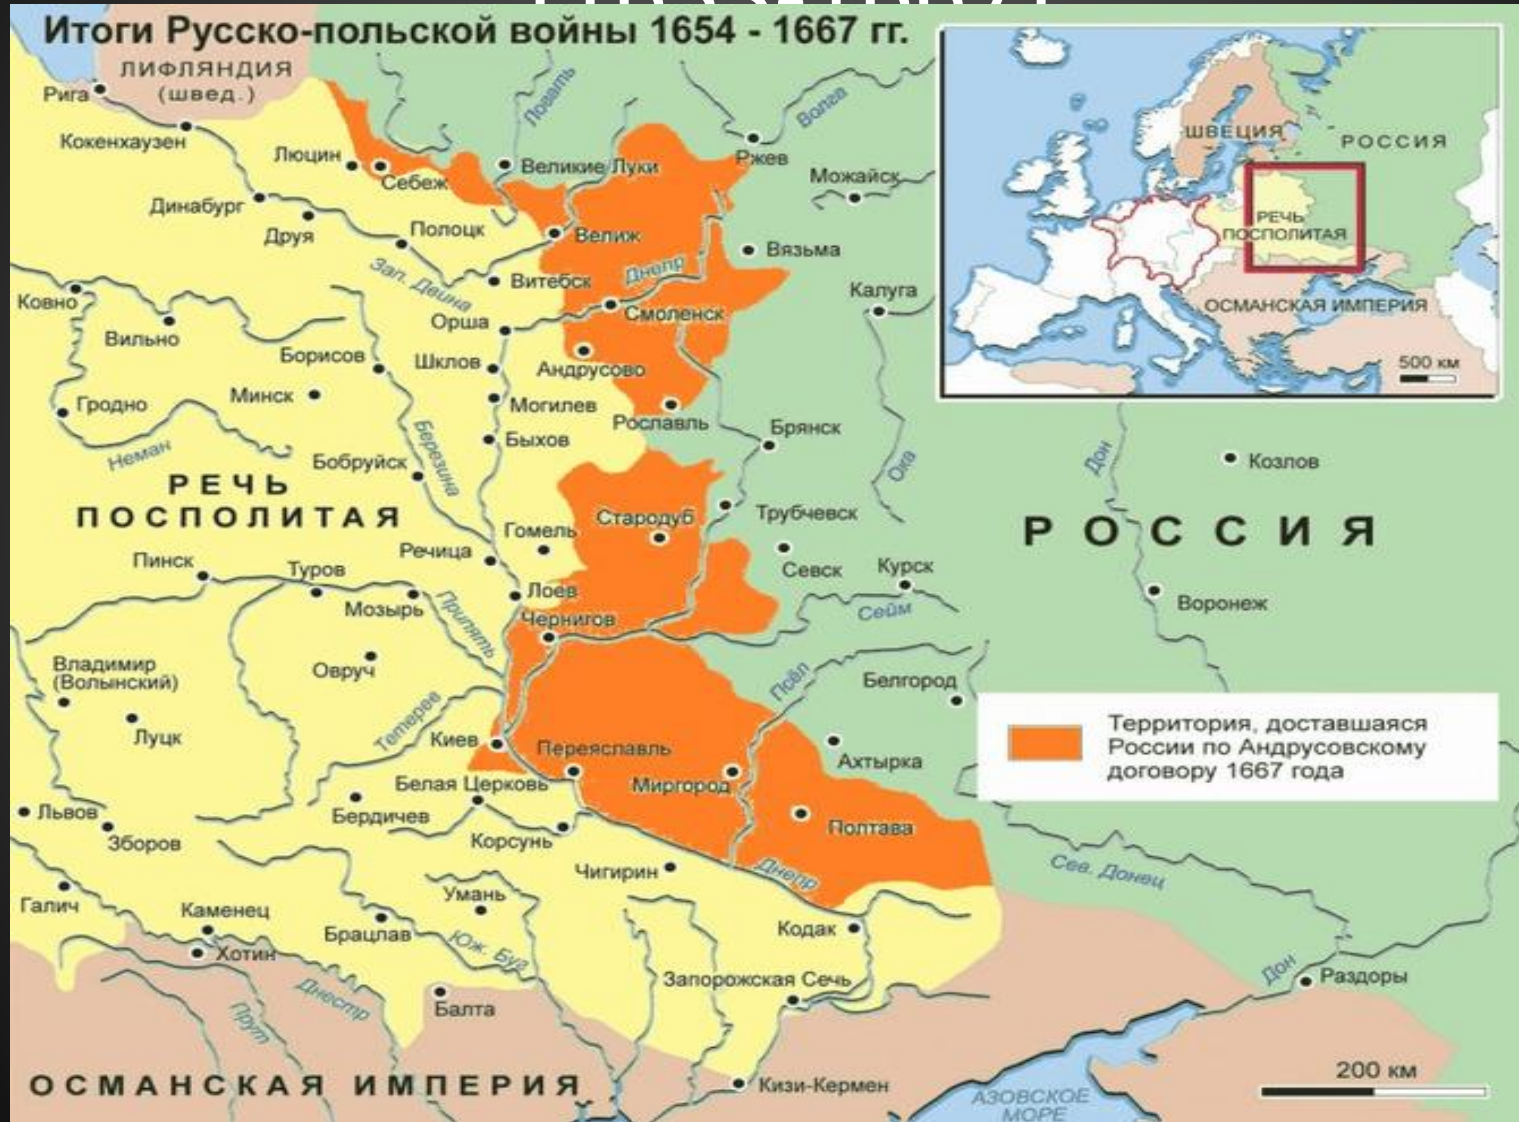 Итоги Русско-польской войны 1654 - 1667 гг.
ЛИФЛЯНДИЯ
(швед.)
Рига
Кокенхаузен
Люцин
Себеж
Ловать
Великие Луки
Волга
Ржев
Можайск
Динабург
Друя
Полоцк
Велиж
Вязьма
Зап. Двина
Витебск
Днепр
Ковно
Вильно
Орша
Смоленск
Калуга
Борисов
Шклов
Андрусово
Гродно
Минск
Могилев
Рославль
Неман
Березина
Быхов
Брянск
Ока
Дон
Козлов
Бобруйск
РЕЧЬ
ПОСПОЛИТАЯ
Гомель
Стародуб
Трубчевск
РОССИЯ
Пинск
Туров
Речица
Севск
Курск
Мозырь
Припять
Лоев
Чернигов
Сейм
Воронеж
Владимир
(Волынский)
Овруч
Псёл
Белгород
Луцк
Тетерев
Киев
Переяславль
Ахтырка
Белая Церковь
Миргород
Львов
Зборов
Бердичев
Корсунь
Полтава
Чигирин
Днепр
Сев. Донец
Галич
Каменец
Умань
Брацлав
Юж. Буг
Кодак
Хотин
Запорожская Сечь
Дон
Раздоры
Прут
Днестр
Балта
ОСМАНСКАЯ ИМПЕРИЯ
Кизи-Кермен
АЗОВСКОЕ
МОРЕ
200 км
ШВЕЦИЯ
РОССИЯ
РЕЧЬ
ПОСПОЛИТАЯ
ОСМАНСКАЯ ИМПЕРИЯ
500 км
Территория, доставшаяся
России по Андрусовскому
договору 1667 года